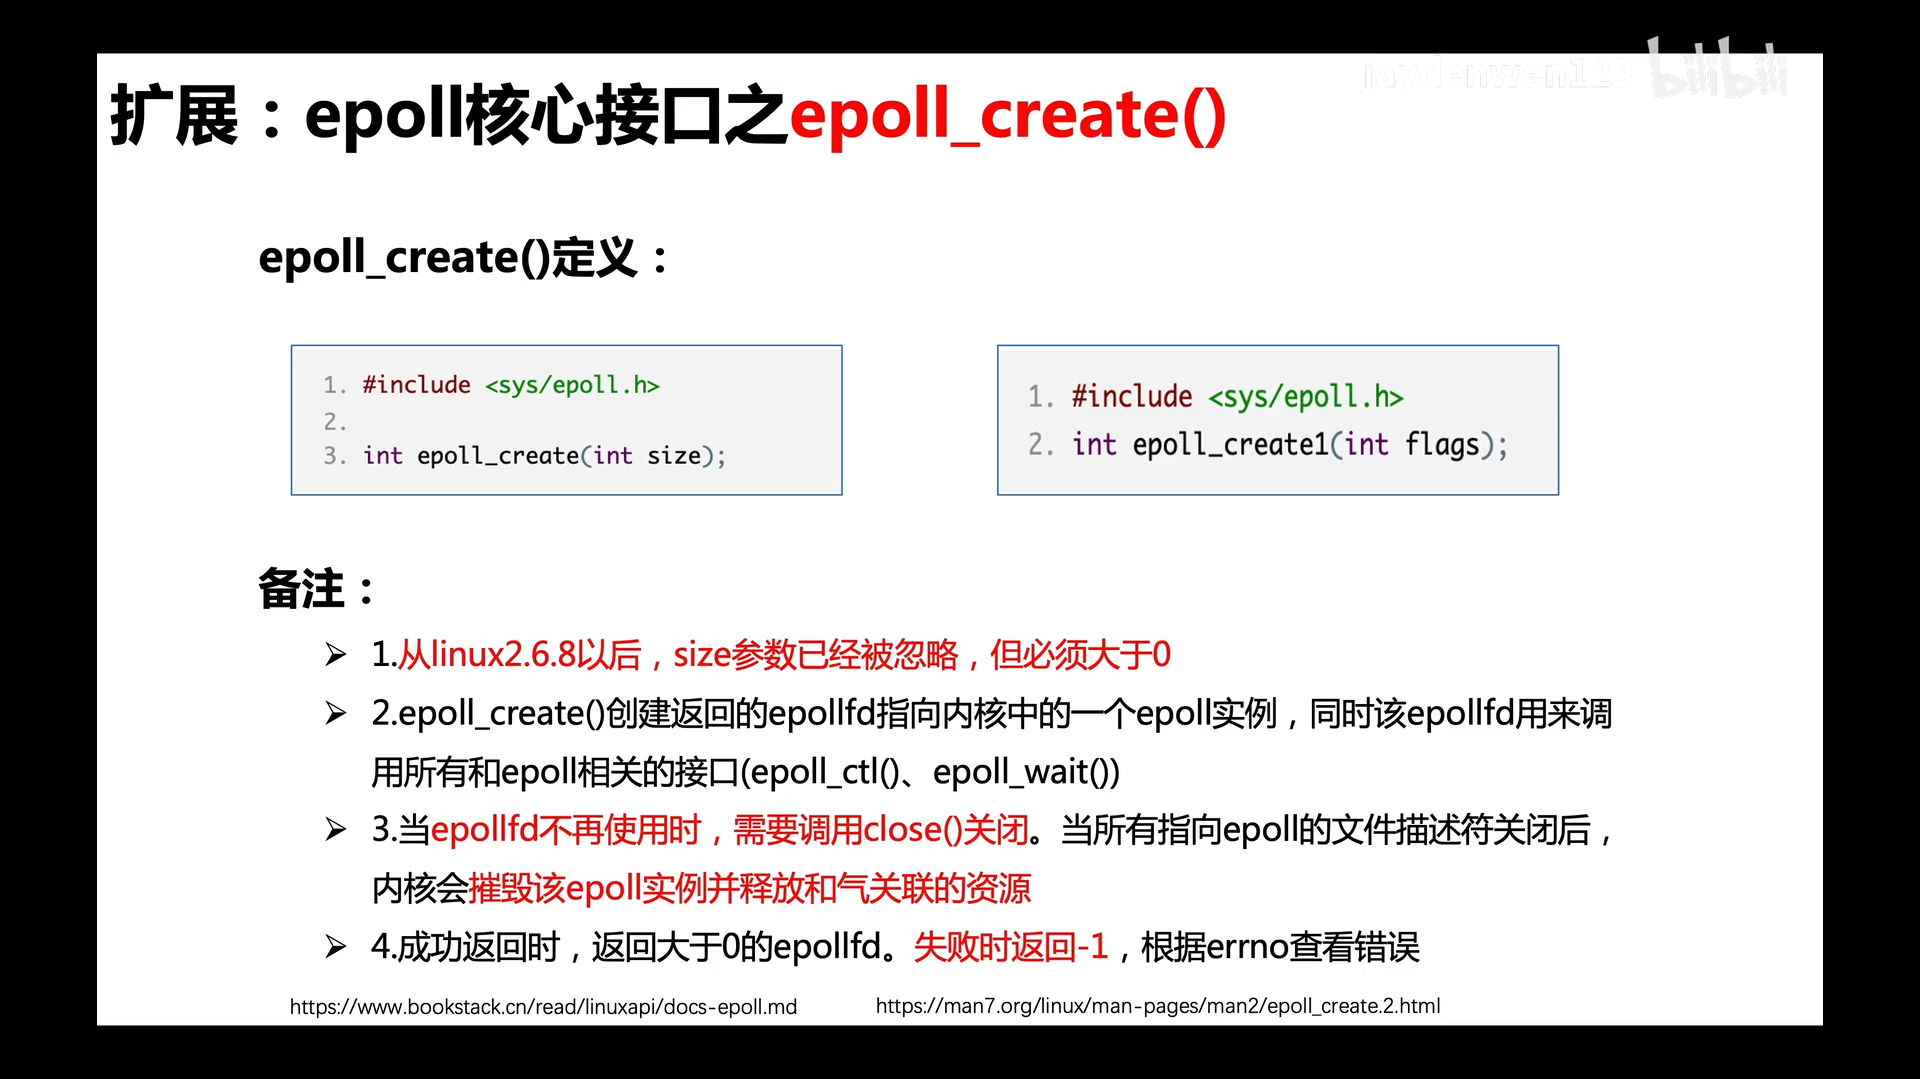 jaydenwen123 bilibili
扩展：epoll核心接口之epoll_create()
epoll_create()定义：
1. #include <sys/epoll.h>
2.
3. int epoll_create(int size);
1. #include <sys/epoll.h>
2. int epoll_create1(int flags);
备注：
➢ 1.从linux2.6.8以后，size参数已经被忽略，但必须大于0
➢ 2.epoll_create()创建返回的epollfd指向内核中的一个epoll实例，同时该epollfd用来调
用所有和epoll相关的接口(epoll_ctl()、epoll_wait())
➢ 3.当epollfd不再使用时，需要调用close()关闭。当所有指向epoll的文件描述符关闭后，
内核会摧毁该epoll实例并释放和气关联的资源
➢ 4.成功返回时，返回大于0的epollfd。失败时返回-1，根据errno查看错误
https://www.bookstack.cn/read/linuxapi/docs-epoll.md
https://man7.org/linux/man-pages/man2/epoll_create.2.html